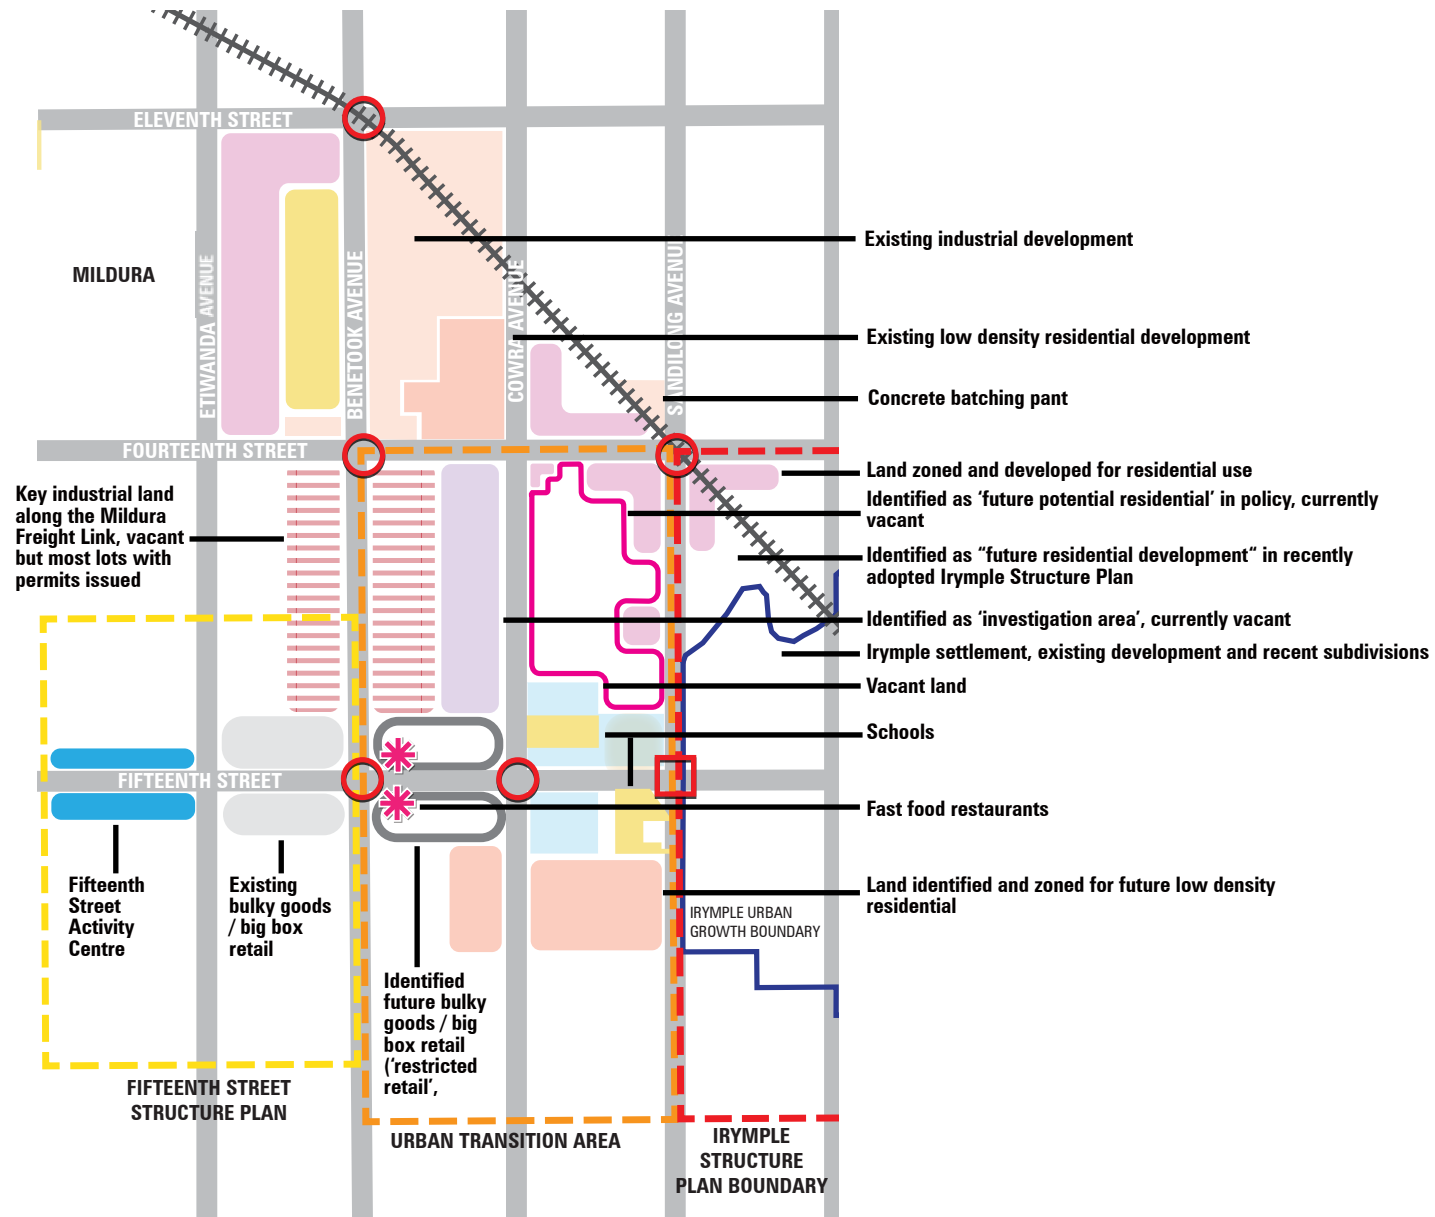 ELEVENTH STREET
MILDURA
ETIWANDA AVENUE
BENETOOK AVENUE
COWRA AVENUE
SANDILONG AVENU
Existing industrial development
Existing low density residential development
Concrete batching pant
FOURTEENTH STREET
Land zoned and developed for residential use
Identified as ‘future potential residential’ in policy, currently
vacant
Identified as “future residential development“ in recently
adopted Irymple Structure Plan
Identified as ‘investigation area’, currently vacant
Irymple settlement, existing development and recent subdivisions
Vacant land
Schools
Fast food restaurants
Land identified and zoned for future low density
residential
Key industrial land
along the Mildura
Freight Link, vacant
but most lots with
permits issued
FIFTEENTH STREET
Fifteenth
Street
Activity
Centre
Existing
bulky goods
/ big box
retail
Identified
future bulky
goods / big
box retail
(‘restricted
retail’,
IRYMPLE URBAN
GROWTH BOUNDARY
FIFTEENTH STREET
STRUCTURE PLAN
URBAN TRANSITION AREA
IRYMPLE
STRUCTURE
PLAN BOUNDARY